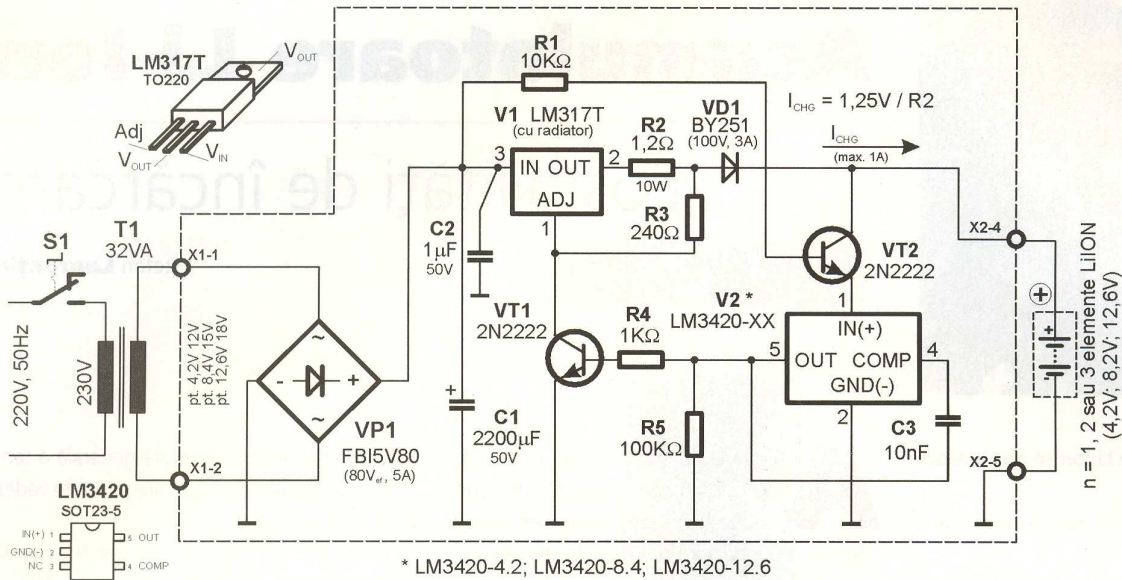 LM317T
TO220
VOUT
Adj
VOUT
VIN
S1
T1
32VA
220V, 50Hz
230V
X1-1
X1-2
pt. 4,2V 12V
pt. 8,4V 15V
pt. 12,6V 18V
~
- +
~
VP1
FBI5V80
(80Vef, 5A)
R1
10KΩ
V1 LM317T
(cu radiator)
3
IN OUT
2
ADJ
1
C2
1µF
50V
R2
1,2Ω
10W
VD1
BY251
(100V, 3A)
ICHG = 1,25V / R2
ICHG
(max. 1A)
R3
240Ω
VT1
2N2222
R4
1KΩ
V2 *
LM3420-XX
VT2
2N2222
1
IN(+)
5
OUT COMP
4
GND(-)
2
+
C1
2200µF
50V
R5
100KΩ
C3
10nF
X2-4
X2-5
+
+
-
n = 1, 2 sau 3 elemente LiION
(4,2V; 8,2V; 12,6V)
LM3420
SOT23-5
IN(+) 1
GND(-) 2
NC 3
5 OUT
4 COMP
* LM3420-4.2; LM3420-8.4; LM3420-12.6